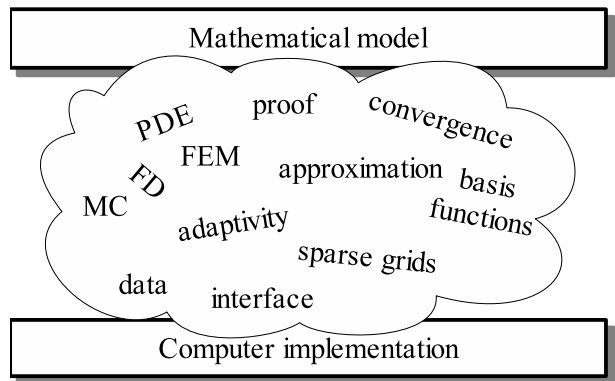 Mathematical model
proof
convergence
PDE
FEM
approximation
FD
basis
functions
MC
adaptivity
sparse grids
data
interface
Computer implementation